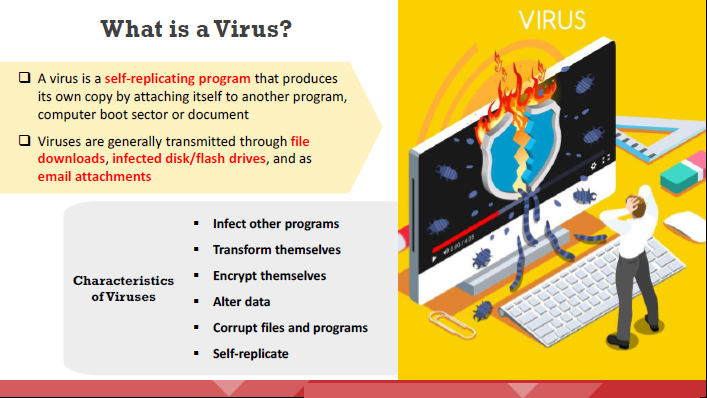 What is a Virus?
VIRUS
❑ A virus is a self-replicating program that produces
its own copy by attaching itself to another program,
computer boot sector or document
❑ Viruses are generally transmitted through file
downloads, infected disk/flash drives, and as
email attachments
Characteristics
of Viruses
▪ Infect other programs
▪ Transform themselves
▪ Encrypt themselves
▪ Alter data
▪ Corrupt files and programs
▪ Self-replicate